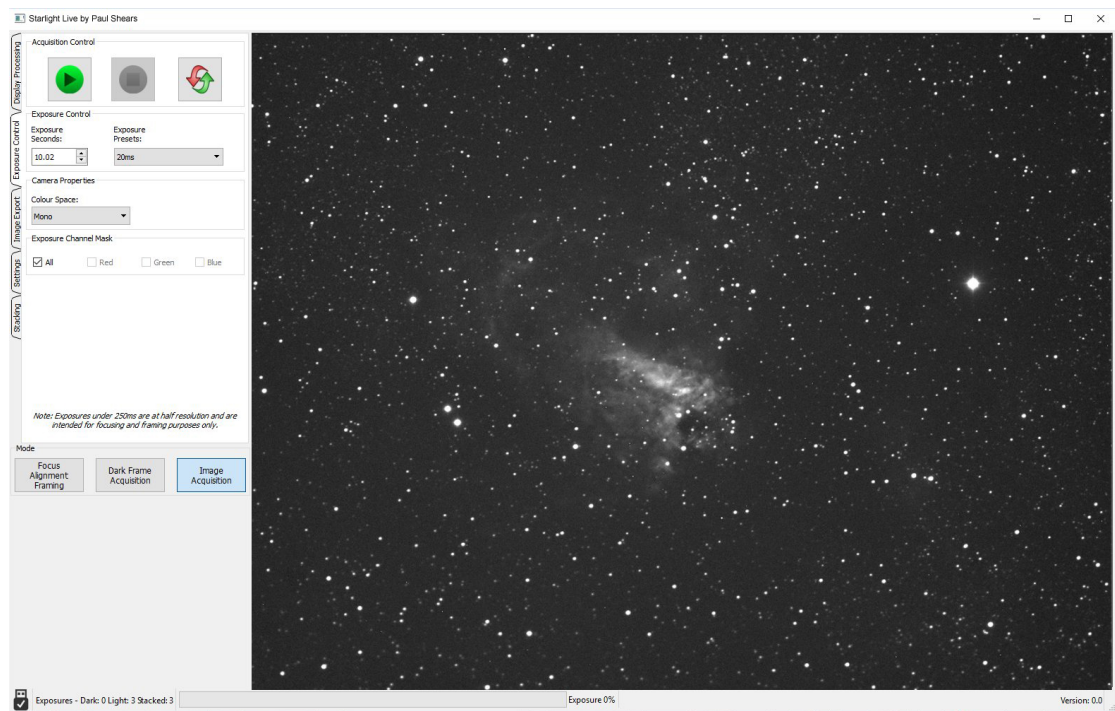 Starlight Live by Paul Shears
Display Processing
Exposure Control
Image Export
Settings
Stacking
Acquisition Control
Exposure Control
Exposure
Seconds:
Exposure
Presets:
10.02
20ms
Camera Properties
Colour Space:
Mono
Exposure Channel Mask
All
Red
Green
Blue
Note: Exposures under 250ms are at half resolution and are
intended for focusing and framing purposes only.
Mode
Focus
Alignment
Framing
Dark Frame
Acquisition
Image
Acquisition
Exposures - Dark: 0 Light: 3 Stacked: 3
Exposure 0%
Version: 0.0